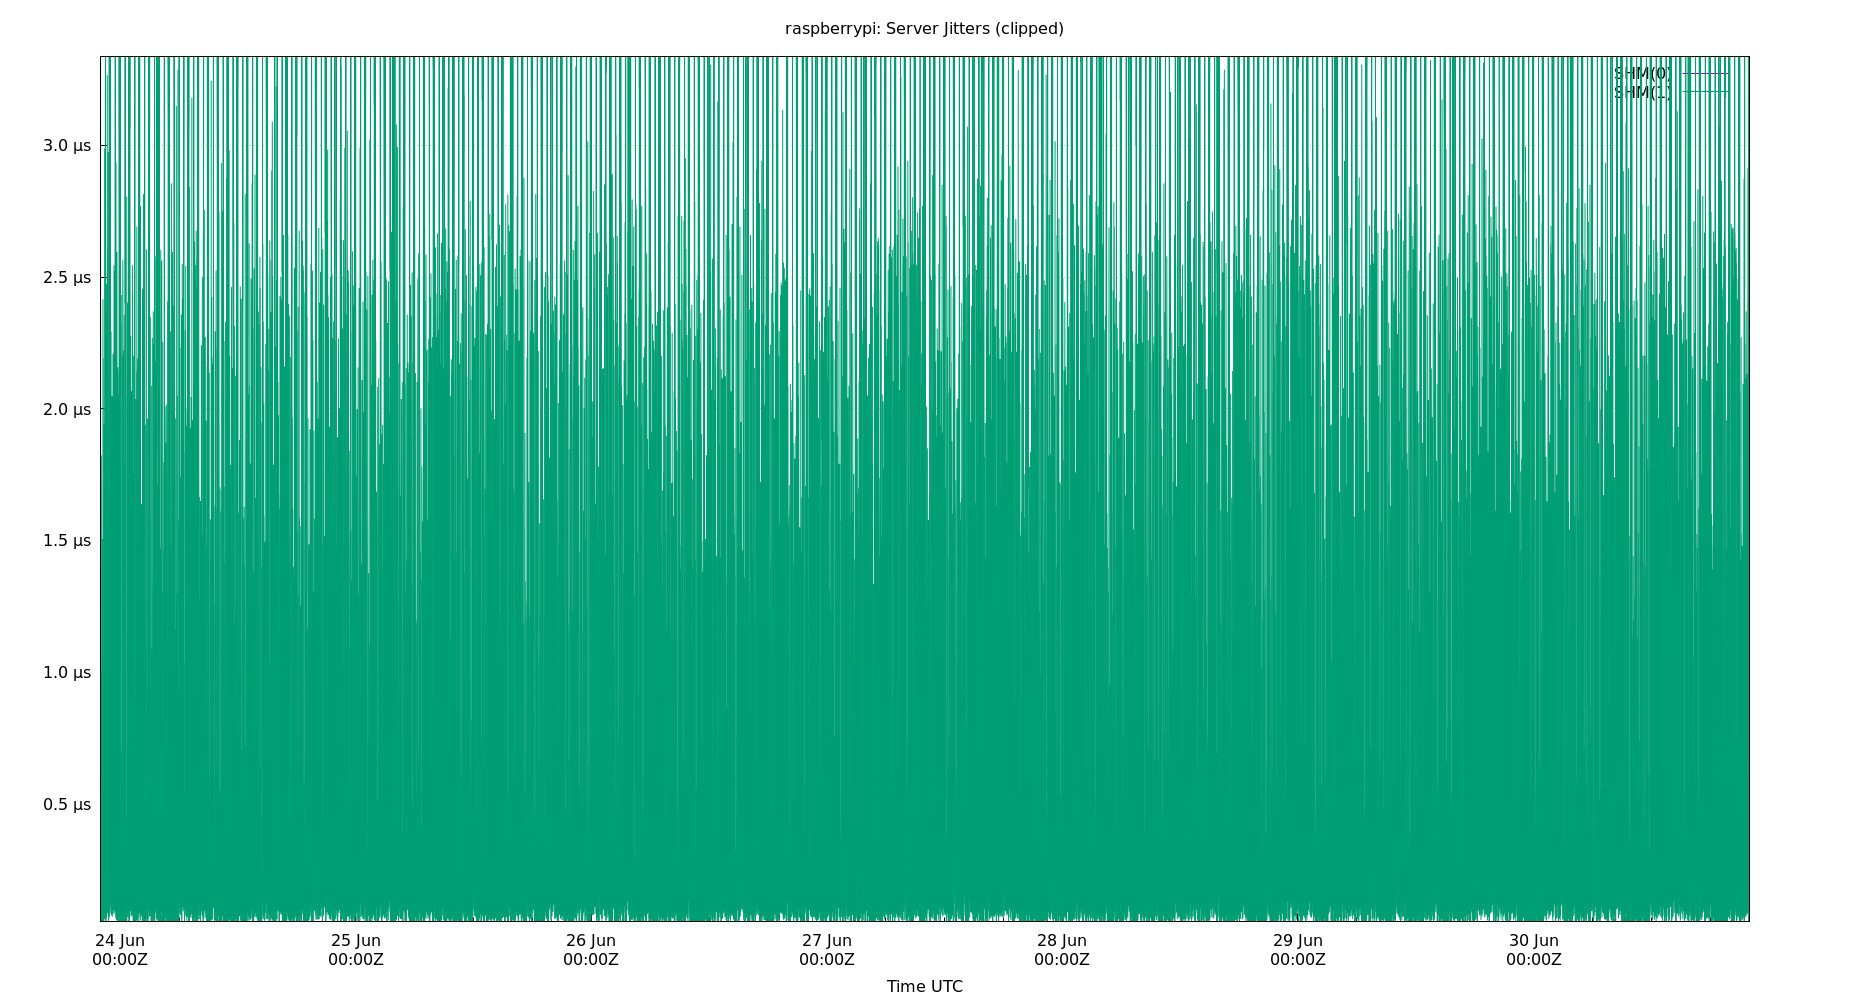 raspberrypi: Server Jitters (clipped)
SHM(0)
SHM(1)
3.0 µs
2.5 µs
2.0 µs
1.5 µs
1.0 µs
0.5 µs
24 Jun 25 Jun 26 Jun 27 Jun 28 Jun 29 Jun 30 Jun
00:00Z 00:00Z 00:00Z 00:00Z 00:00Z 00:00Z 00:00Z
Time UTC